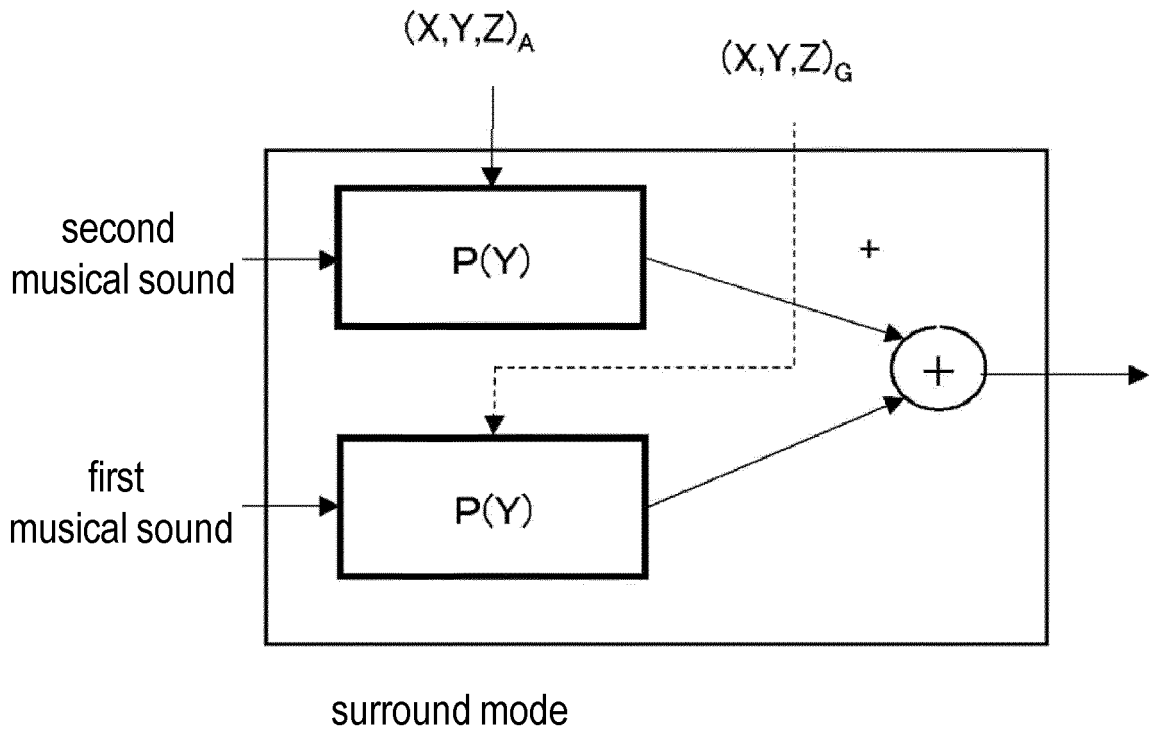 (X,Y,Z)A
(X,Y,Z)G
second
musical sound
P(Y)
+
+
first
musical sound
P(Y)
surround mode